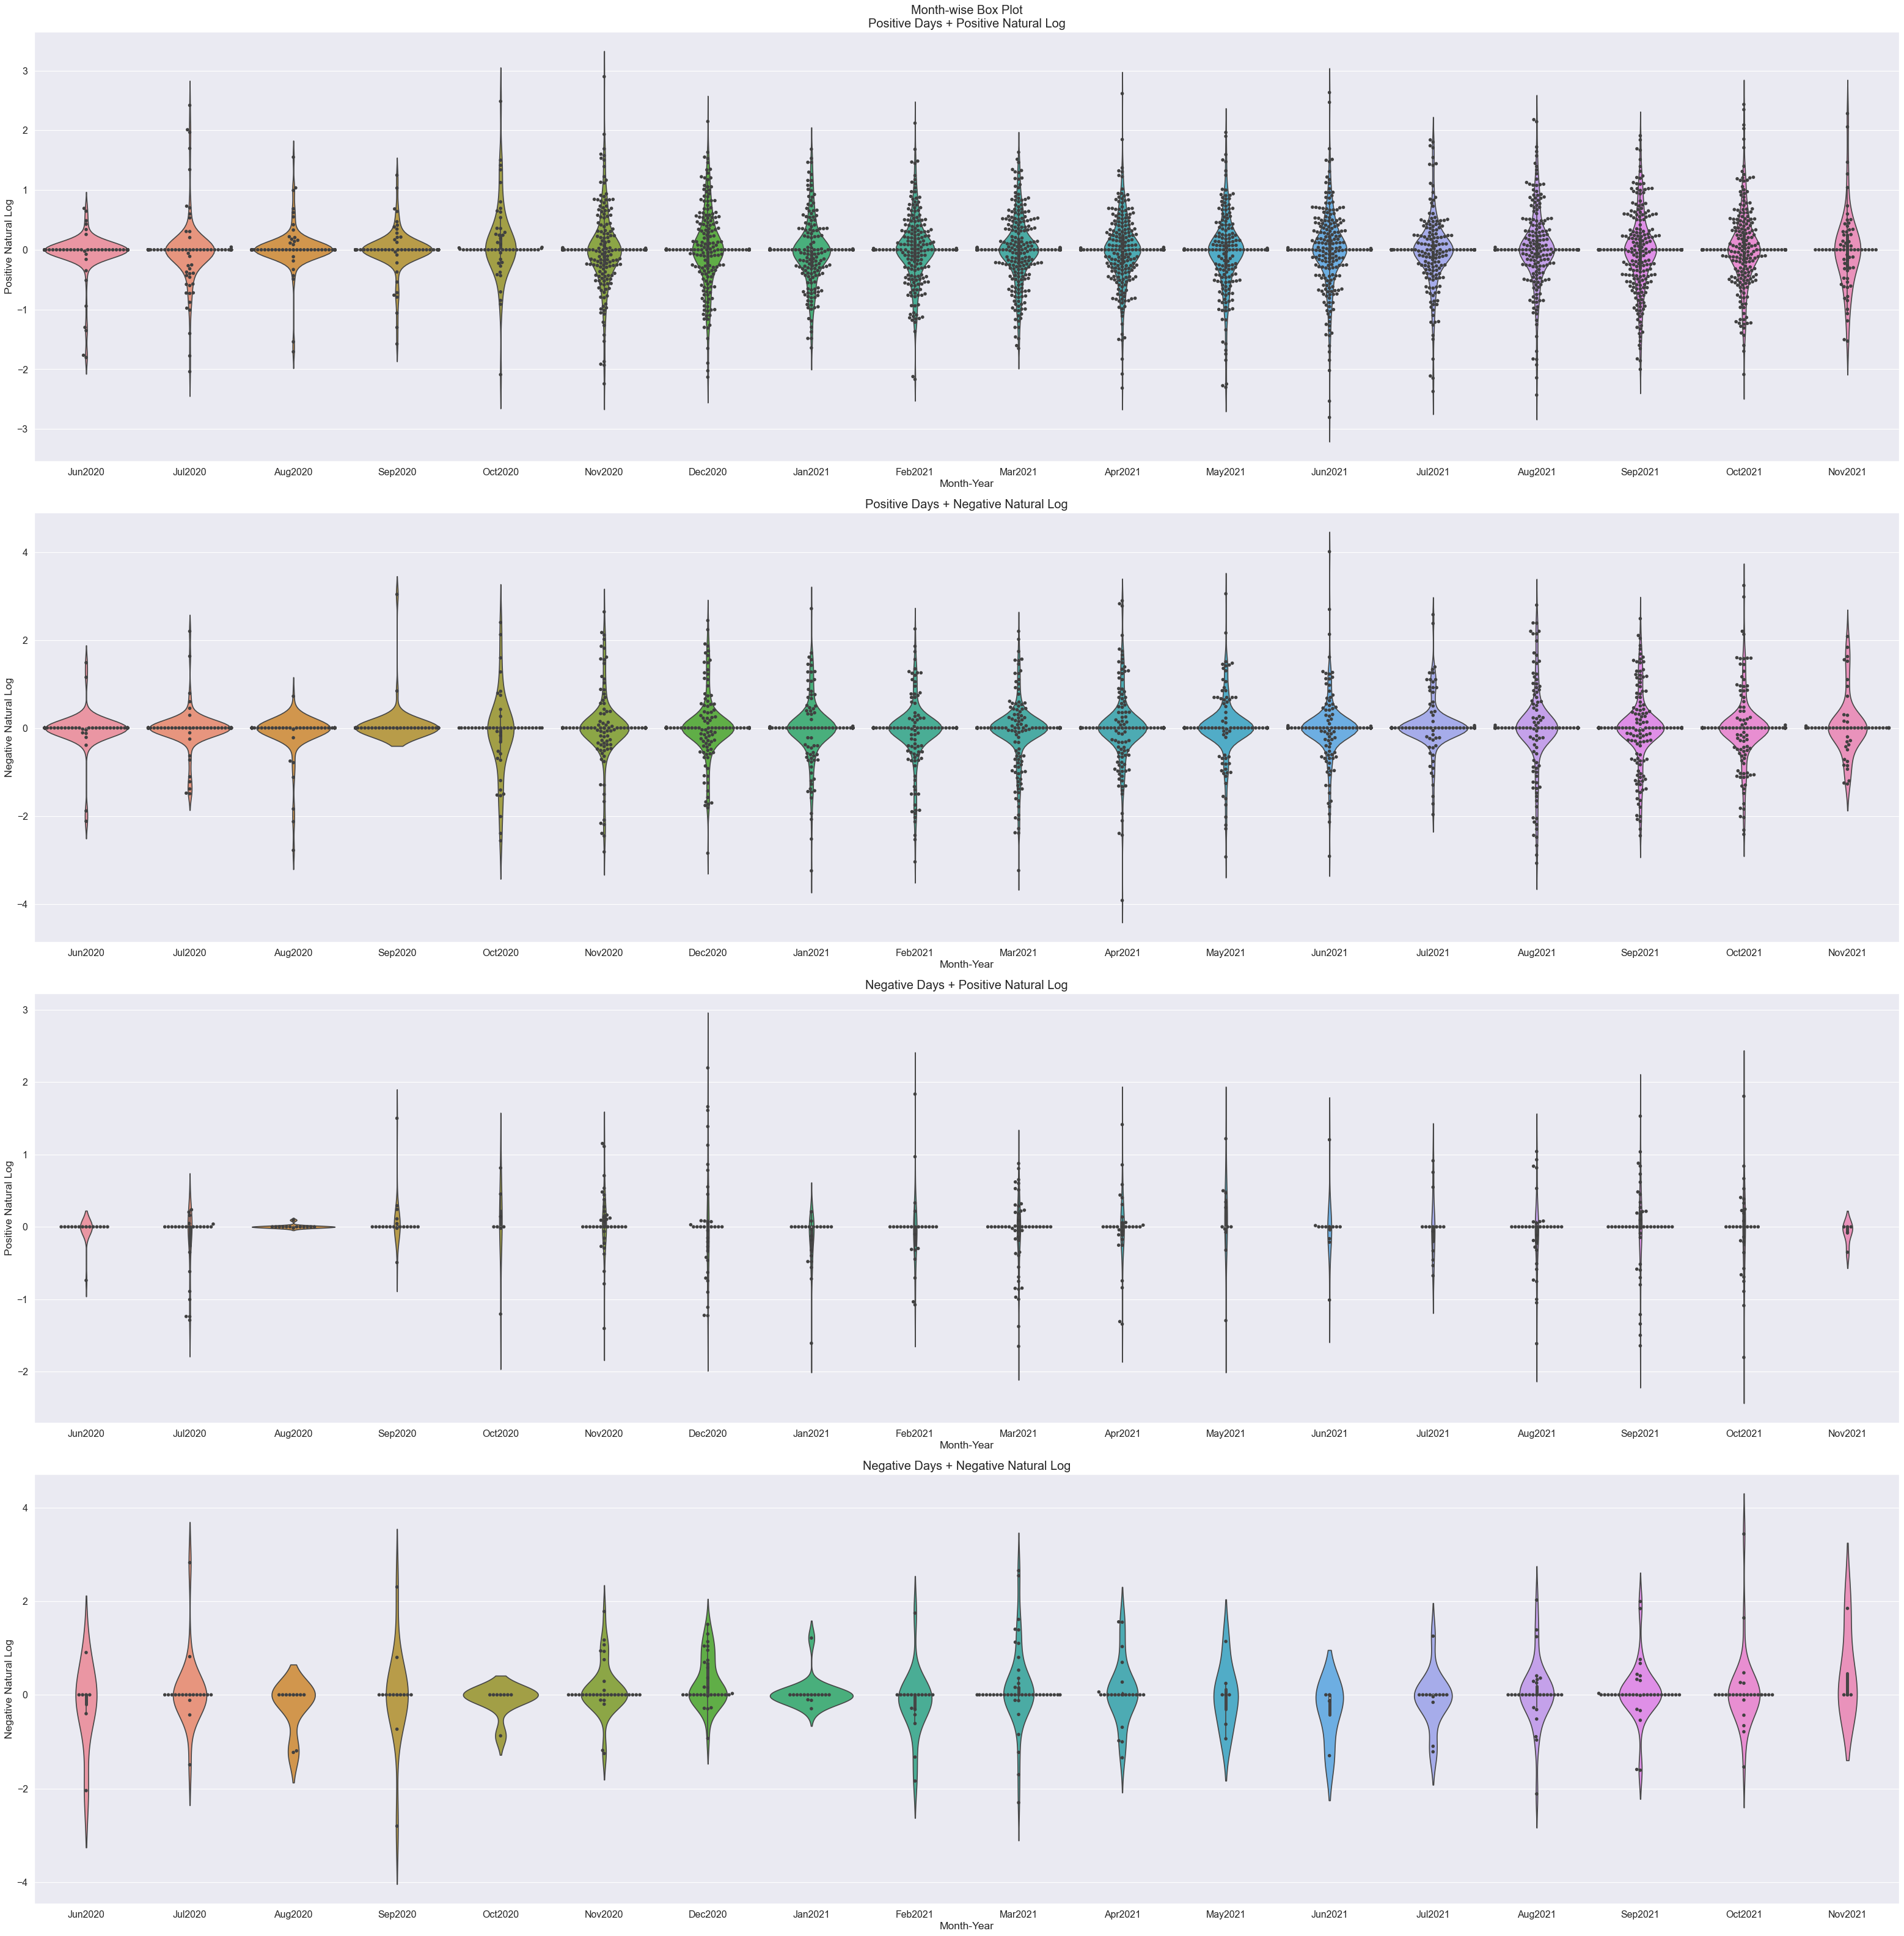 Month-wise Box Plot
Positive Days + Positive Natural Log
Positive Natural Log
3
2
1
0
−1
−2
−3
Jun2020 Jul2020 Aug2020 Sep2020 Oct2020 Nov2020 Dec2020 Jan2021 Feb2021 Mar2021 Apr2021 May2021 Jun2021 Jul2021 Aug2021 Sep2021 Oct2021 Nov2021
Month-Year
Positive Days + Negative Natural Log
Negative Natural Log
4
2
0
−2
−4
Jun2020 Jul2020 Aug2020 Sep2020 Oct2020 Nov2020 Dec2020 Jan2021 Feb2021 Mar2021 Apr2021 May2021 Jun2021 Jul2021 Aug2021 Sep2021 Oct2021 Nov2021
Month-Year
Negative Days + Positive Natural Log
Positive Natural Log
3
2
1
0
−1
−2
Jun2020 Jul2020 Aug2020 Sep2020 Oct2020 Nov2020 Dec2020 Jan2021 Feb2021 Mar2021 Apr2021 May2021 Jun2021 Jul2021 Aug2021 Sep2021 Oct2021 Nov2021
Month-Year
Negative Days + Negative Natural Log
Negative Natural Log
4
2
0
−2
−4
Jun2020 Jul2020 Aug2020 Sep2020 Oct2020 Nov2020 Dec2020 Jan2021 Feb2021 Mar2021 Apr2021 May2021 Jun2021 Jul2021 Aug2021 Sep2021 Oct2021 Nov2021
Month-Year